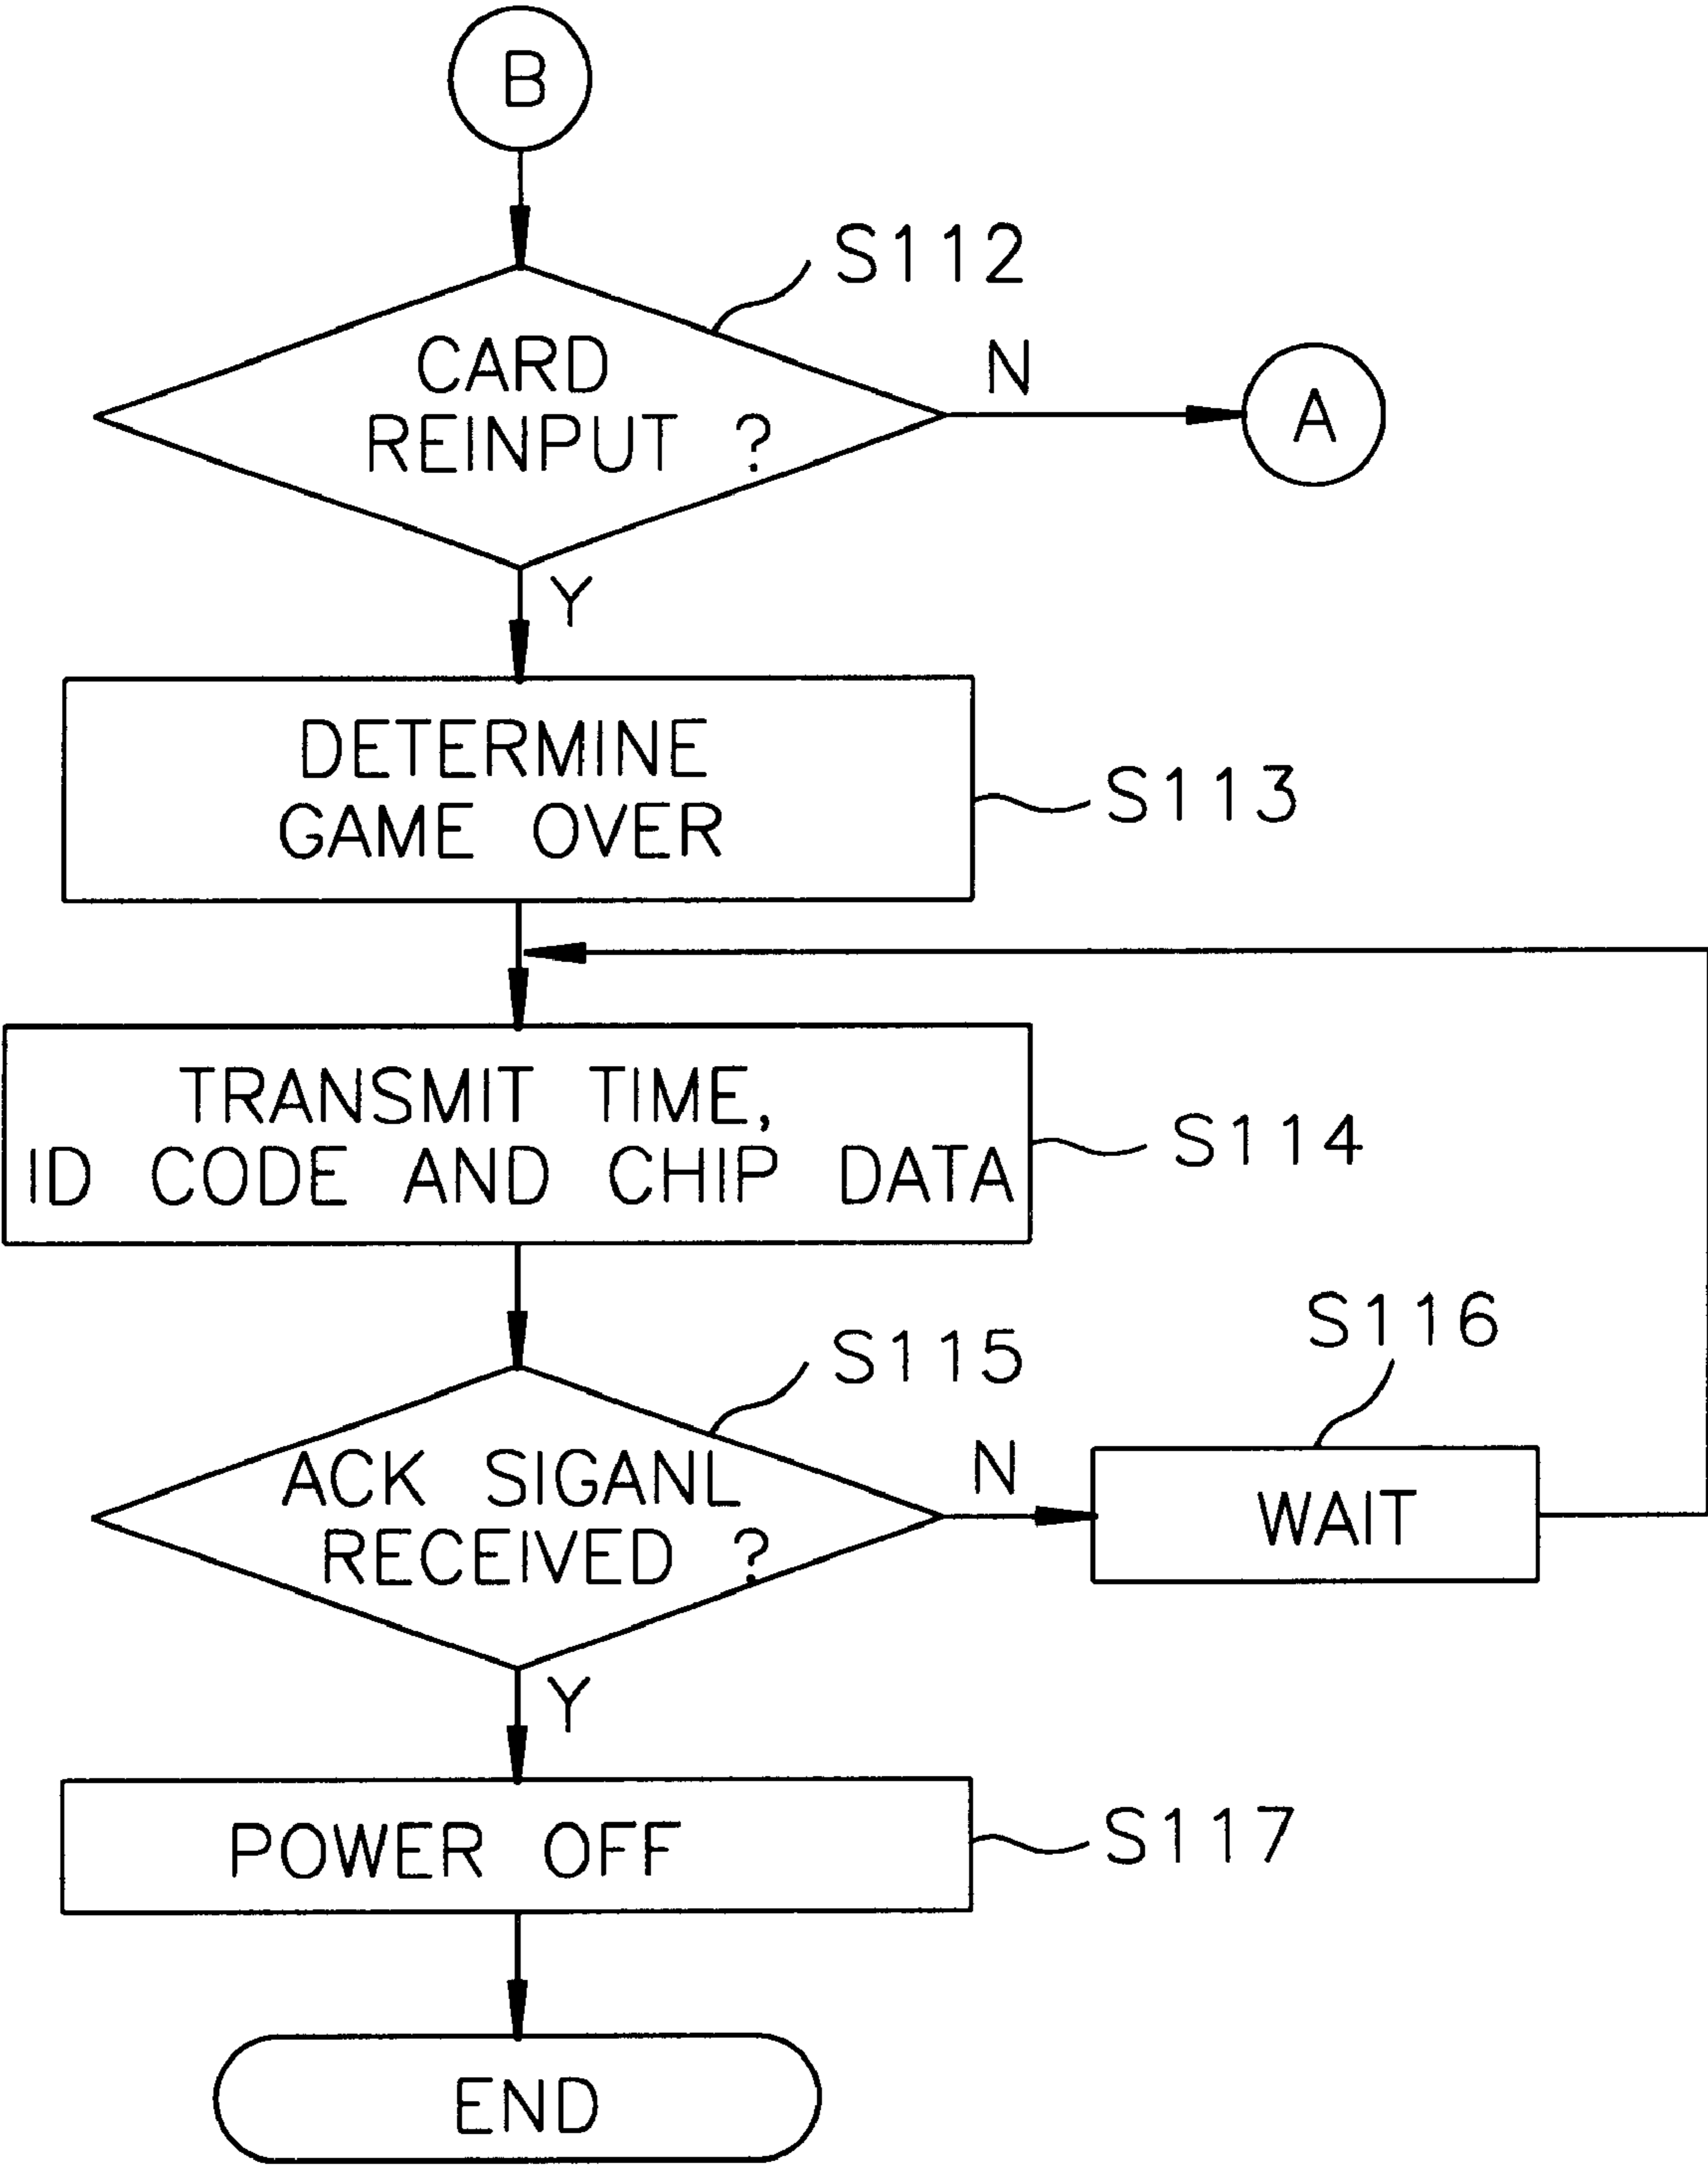 B
S112
CARD
REINPUT ?
N
A
Y
DETERMINE
GAME OVER
S113
TRANSMIT TIME,
ID CODE AND CHIP DATA
S114
S115
S116
ACK SIGANL
RECEIVED ?
N
WAIT
Y
POWER OFF
S117
END